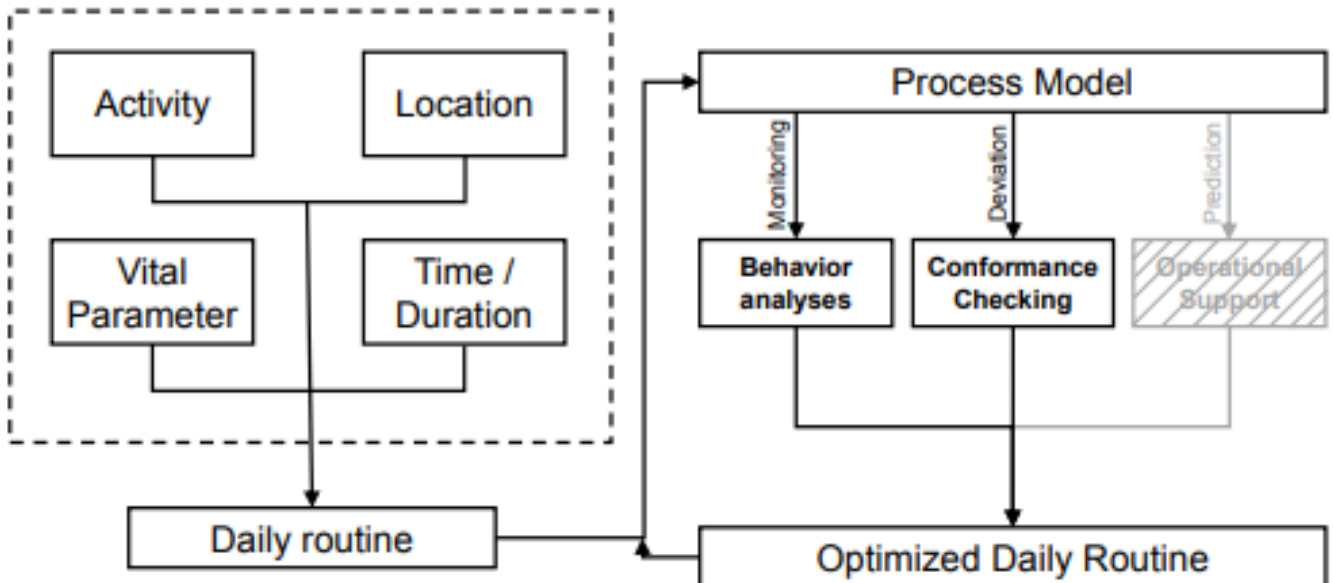 Activity
Location
Vital
Parameter
Time /
Duration
Daily routine
Process Model
Monitoring
Deviation
Prediction
Behavior
analyses
Conformance
Checking
Operational
Support
Optimized Daily Routine